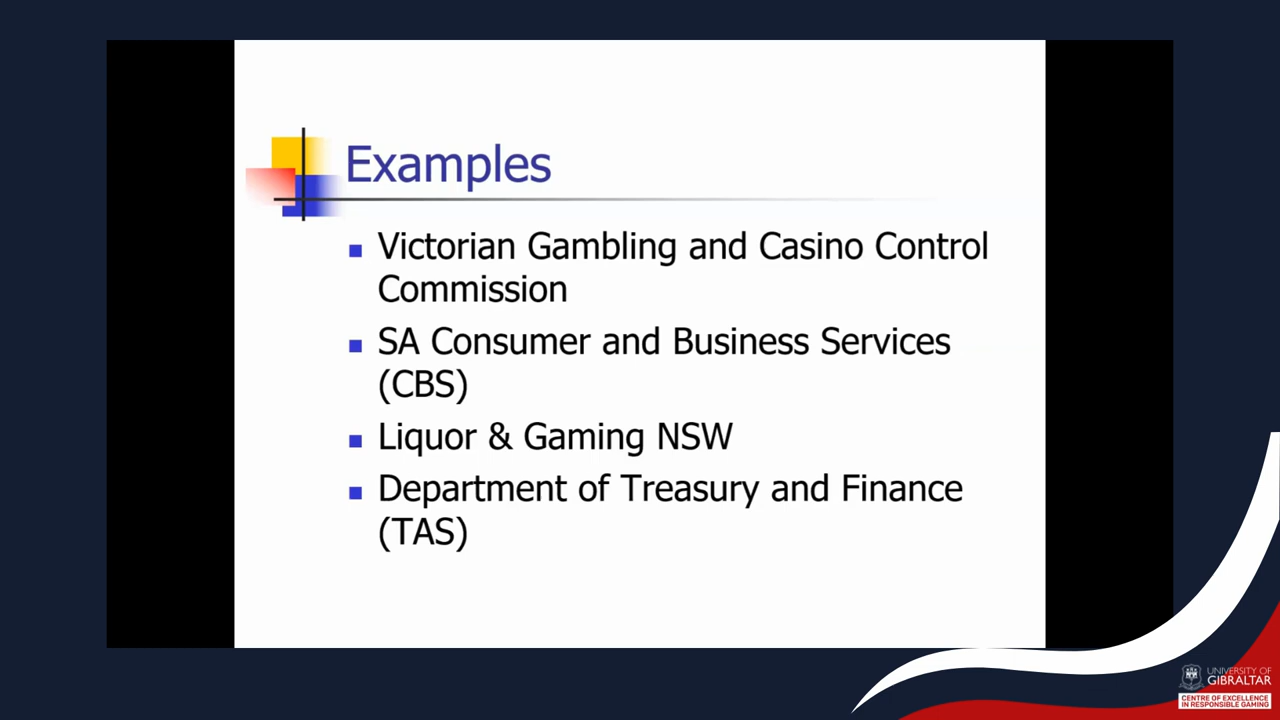 Examples
Victorian Gambling and Casino Control
Commission
SA Consumer and Business Services
(CBS)
Liquor & Gaming NSW
Department of Treasury and Finance
(TAS)
UNIVERSITY OF
GIBRALTAR
CENTRE OF EXCELLENCE
IN RESPONSIBLE GAMING